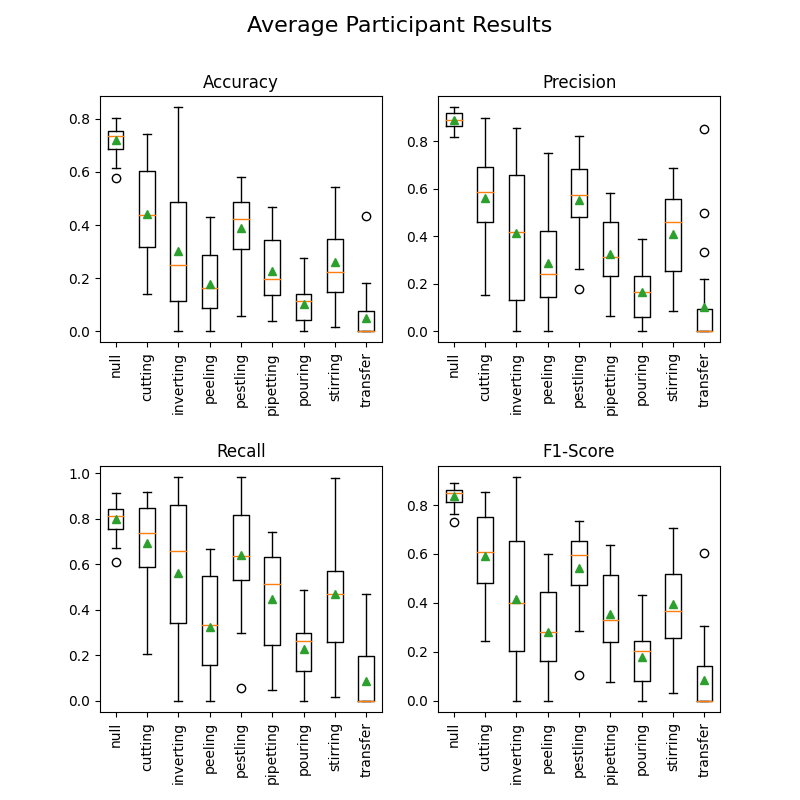 Average Participant Results
Accuracy
0.8
0.6
0.4
0.2
0.0
null
cutting
inverting
peeling
pestling
pipetting
pouring
stirring
transfer
Precision
0.8
0.6
0.4
0.2
0.0
null
cutting
inverting
peeling
pestling
pipetting
pouring
stirring
transfer
Recall
1.0
0.8
0.6
0.4
0.2
0.0
null
cutting
inverting
peeling
pestling
pipetting
pouring
stirring
transfer
F1-Score
0.8
0.6
0.4
0.2
0.0
null
cutting
inverting
peeling
pestling
pipetting
pouring
stirring
transfer